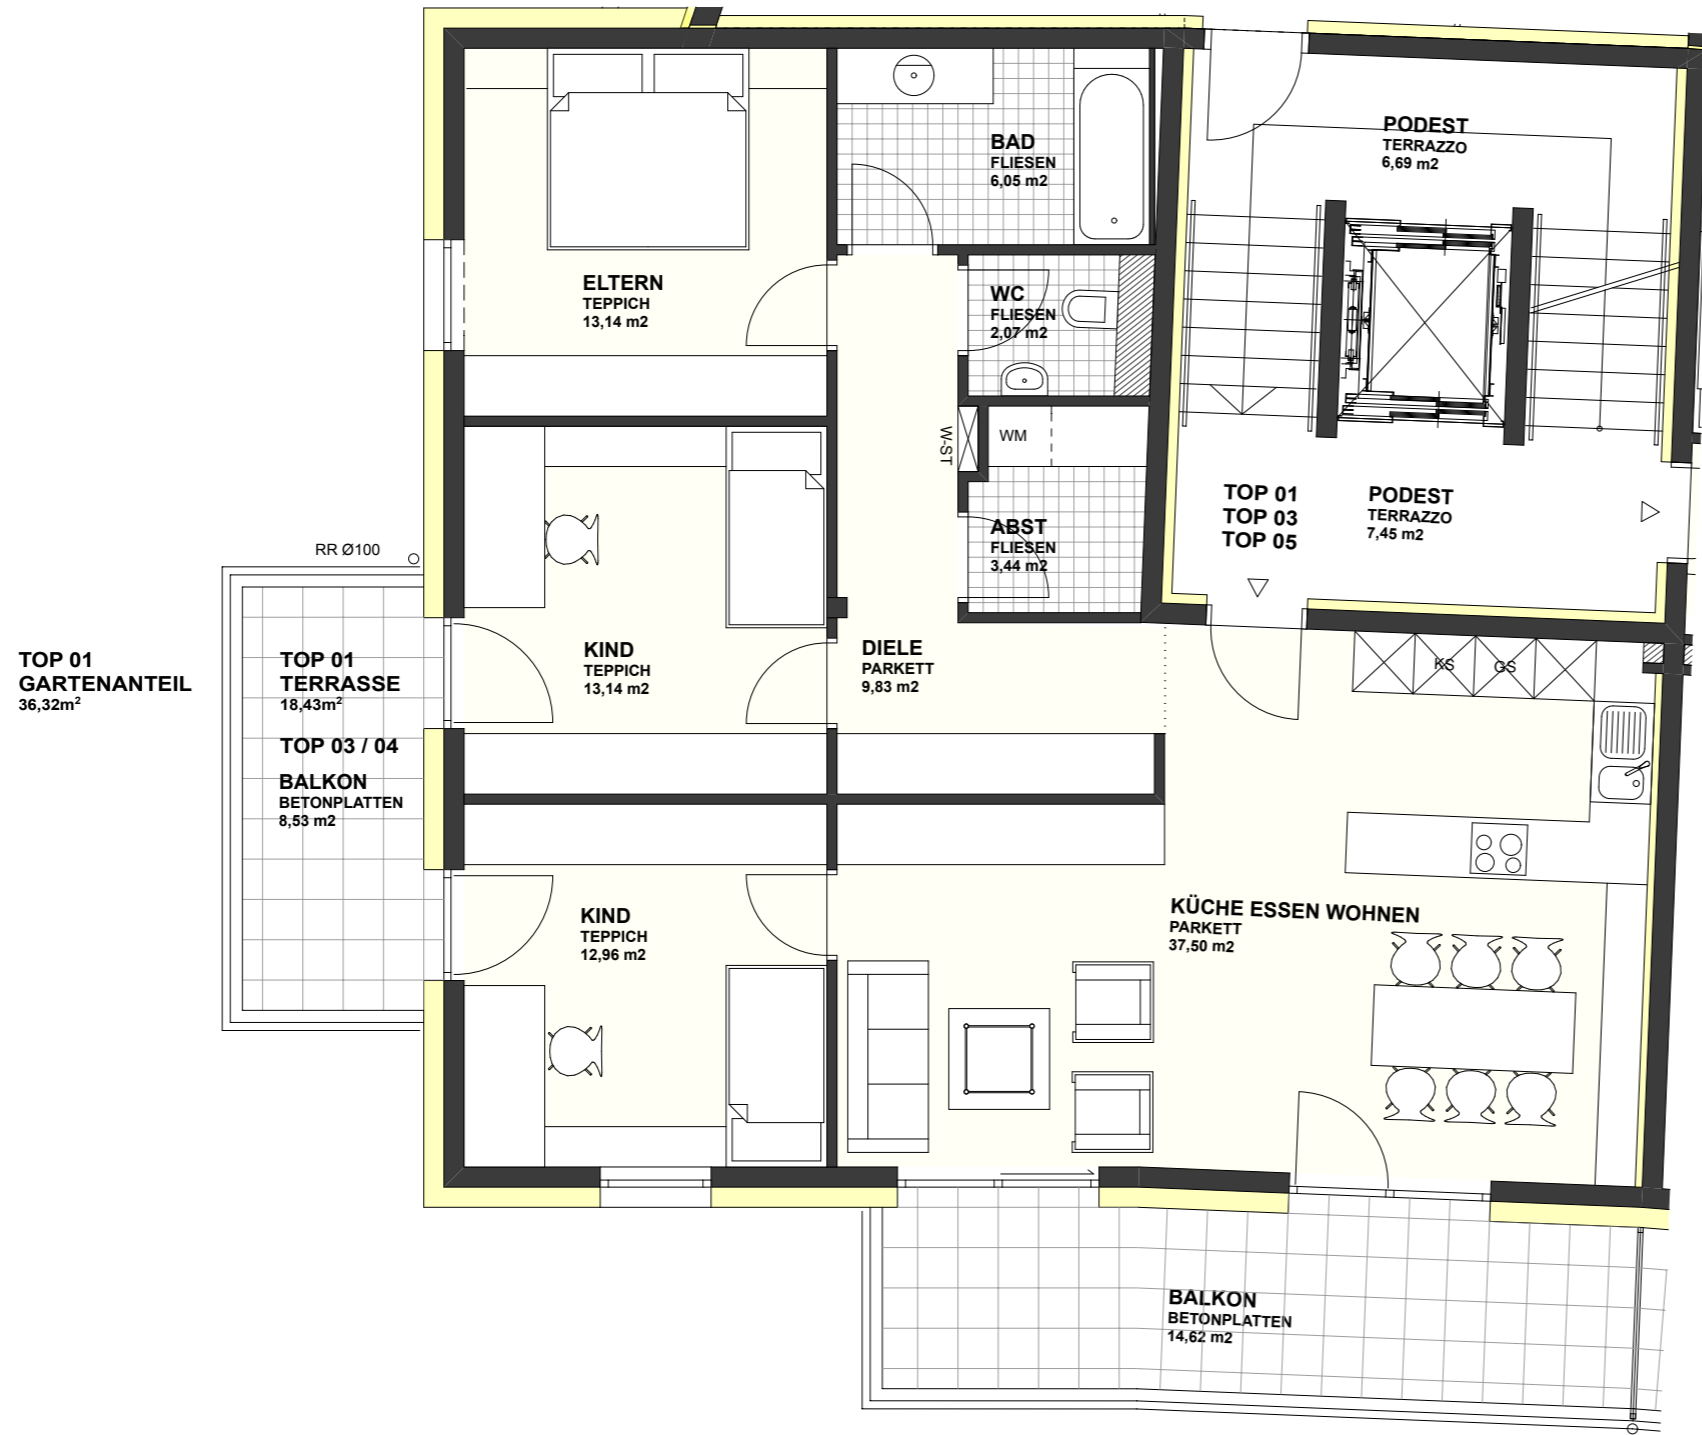 BAD
FLIESEN
6,05 m2
PODEST
TERRAZZO
6,69 m2
ELTERN
TEPPICH
13,14 m2
WC
FLIESEN
2,07 m2
W-ST
WM
TOP 01
TOP 03
TOP 05
PODEST
TERRAZZO
7,45 m2
ABST
FLIESEN
3,44 m2
RR Ø100
TOP 01
GARTENANTEIL
36,32m²
TOP 01
TERRASSE
18,43m²
TOP 03 / 04
BALKON
BETONPLATTEN
8,53 m2
KIND
TEPPICH
13,14 m2
DIELE
PARKETT
9,83 m2
KS
GS
KIND
TEPPICH
12,96 m2
KÜCHE ESSEN WOHNEN
PARKETT
37,50 m2
BALKON
BETONPLATTEN
14,62 m2